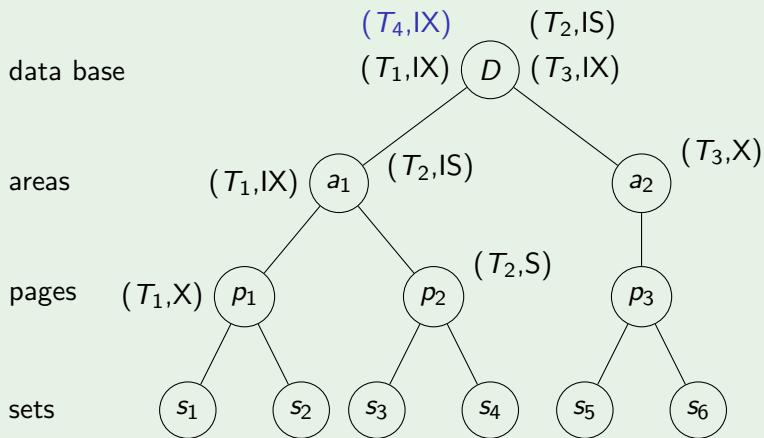 (T4,IX) (T2,IS)
data base (T1,IX) D (T3,IX)
(T3,X)
areas (T1,IX) a1 (T2,IS) a2
(T2,S)
pages (T1,X) p1 p2 p3
sets s1 s2 s3 s4 s5 s6